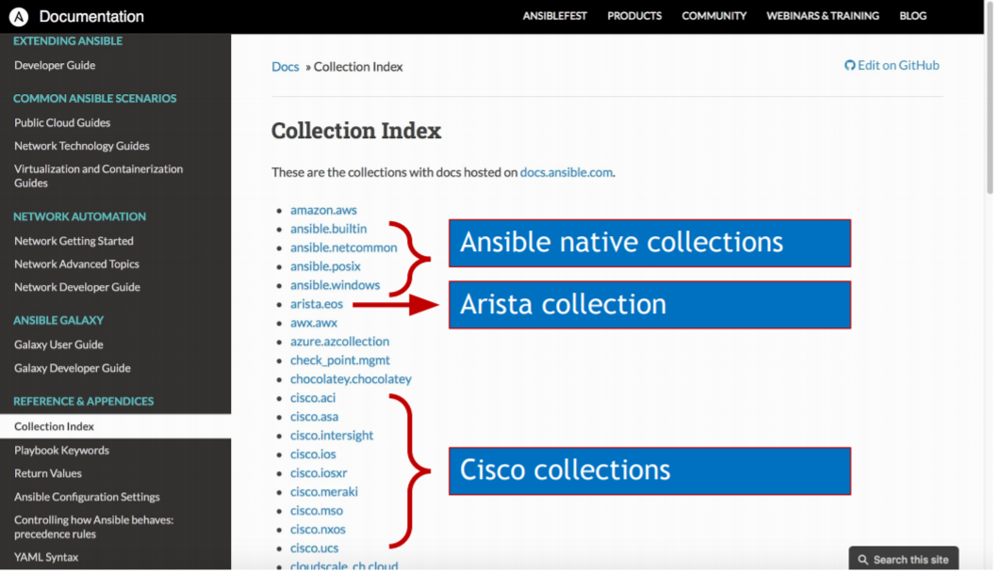 Documentation
ANSIBLEFEST PRODUCTS COMMUNITY WEBINARS & TRAINING BLOG
EXTENDING ANSIBLE
Developer Guide
COMMON ANSIBLE SCENARIOS
Public Cloud Guides
Network Technology Guides
Virtualization and Containerization
Guides
NETWORK AUTOMATION
Network Getting Started
Network Advanced Topics
Network Developer Guide
ANSIBLE GALAXY
Galaxy User Guide
Galaxy Developer Guide
REFERENCE & APPENDICES
Collection Index
Playbook Keywords
Return Values
Ansible Configuration Settings
Controlling how Ansible behaves:
precedence rules
YAML Syntax
Docs » Collection Index
Edit on GitHub
Collection Index
These are the collections with docs hosted on docs.ansible.com.
amazon.aws
ansible.builtin
ansible.netcommon
ansible.posix
ansible.windows
arista.eos
awx.awx
azure.azcollection
check_point.mgmt
chocolatey.chocolatey
cisco.aci
cisco.asa
cisco.intersight
cisco.ios
cisco.iosxr
cisco.meraki
cisco.mso
cisco.nxos
cisco.ucs
cloudscale_ch.cloud
Ansible native collections
Arista collection
Cisco collections
Search this site